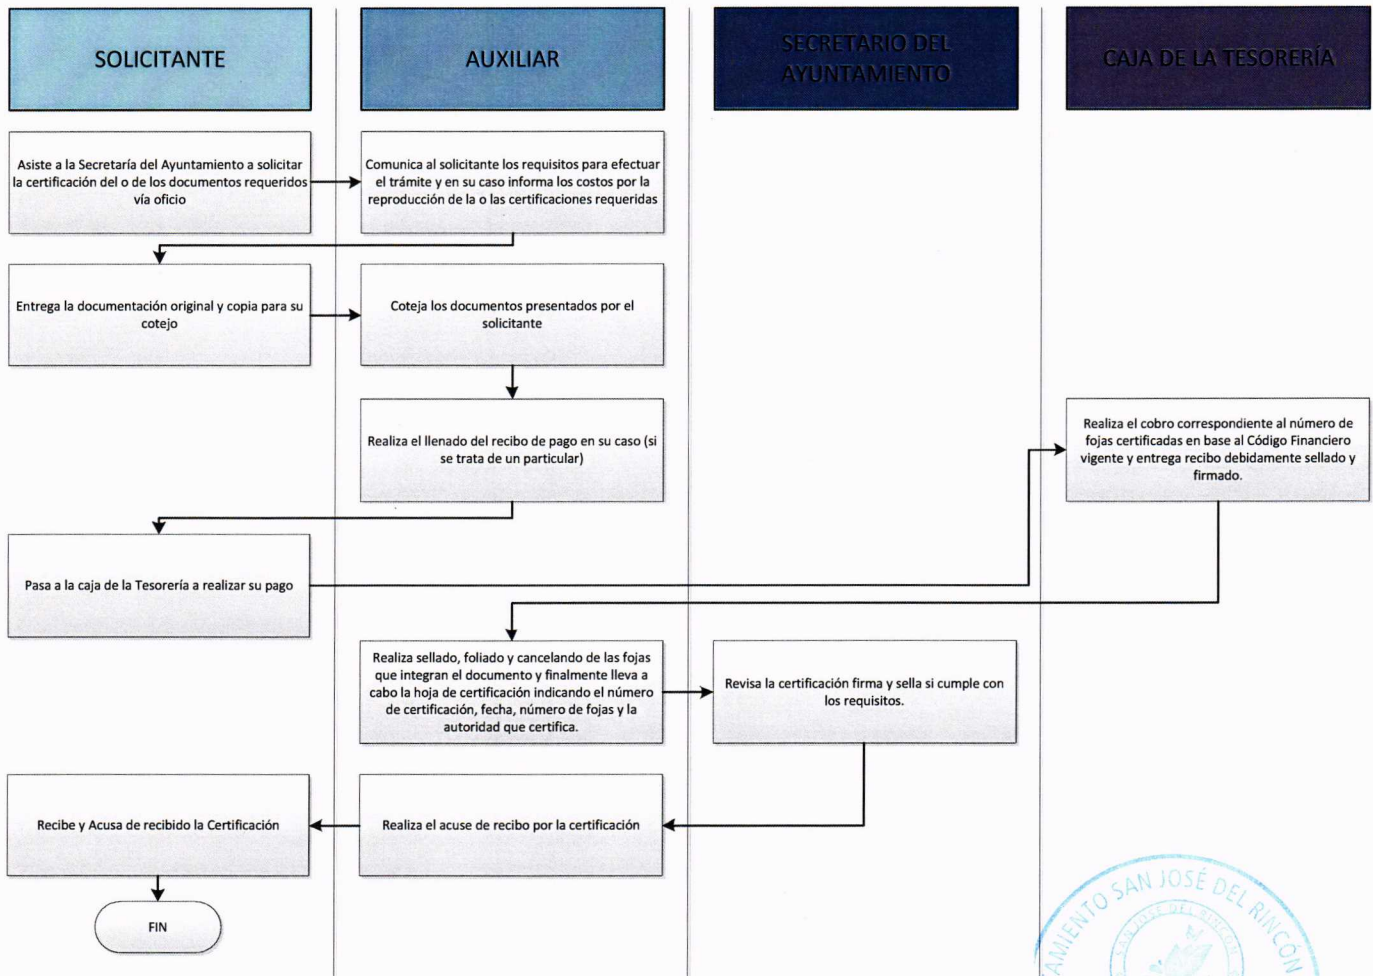 SOLICITANTE
AUXILIAR
SECRETARIO DEL
AYUNTAMIENTO
CAJA DE LA TESORERÍA
Asiste a la Secretaría del Ayuntamiento a solicitar
la certificación del o de los documentos requeridos
vía oficio
Comunica al solicitante los requisitos para efectuar
el trámite y en su caso informa los costos por la
reproducción de la o las certificaciones requeridas
Entrega la documentación original y copia para su
cotejo
Coteja los documentos presentados por el
solicitante
Realiza el llenado del recibo de pago en su caso (si
se trata de un particular)
Realiza el cobro correspondiente al número de
fojas certificadas en base al Código Financiero
vigente y entrega recibo debidamente sellado y
firmado.
Pasa a la caja de la Tesorería a realizar su pago
Realiza sellado, foliado y cancelando de las fojas
que integran el documento y finalmente lleva a
cabo la hoja de certificación indicando el número
de certificación, fecha, número de fojas y la
autoridad que certifica.
Revisa la certificación firma y sella si cumple con
los requisitos.
Recibe y Acusa de recibido la Certificación
Realiza el acuse de recibo por la certificación
FIN
AMIENTO SAN JOSÉ DEL RINCÓN
SAN JOSÉ DEL RINCÓN